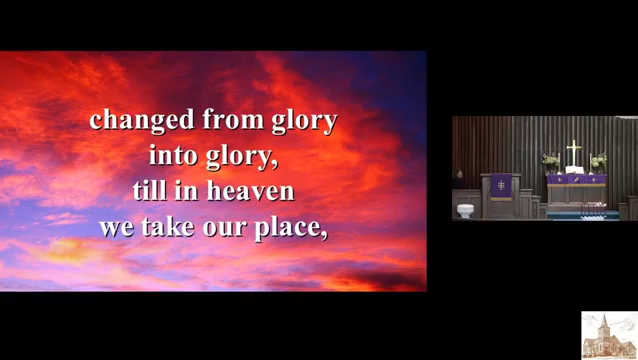 changed from glory
into glory,
till in heaven
we take our place,